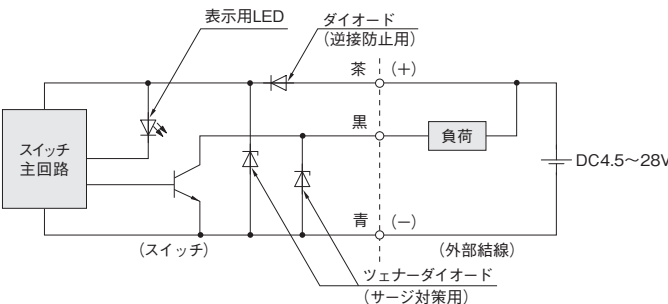 表示用LED
ダイオード
（逆接防止用）
茶 （＋）
黒
負荷
スイッチ
主回路
DC4.5〜28V
青 （−）
（スイッチ）
（外部結線）
ツェナーダイオード
（サージ対策用）